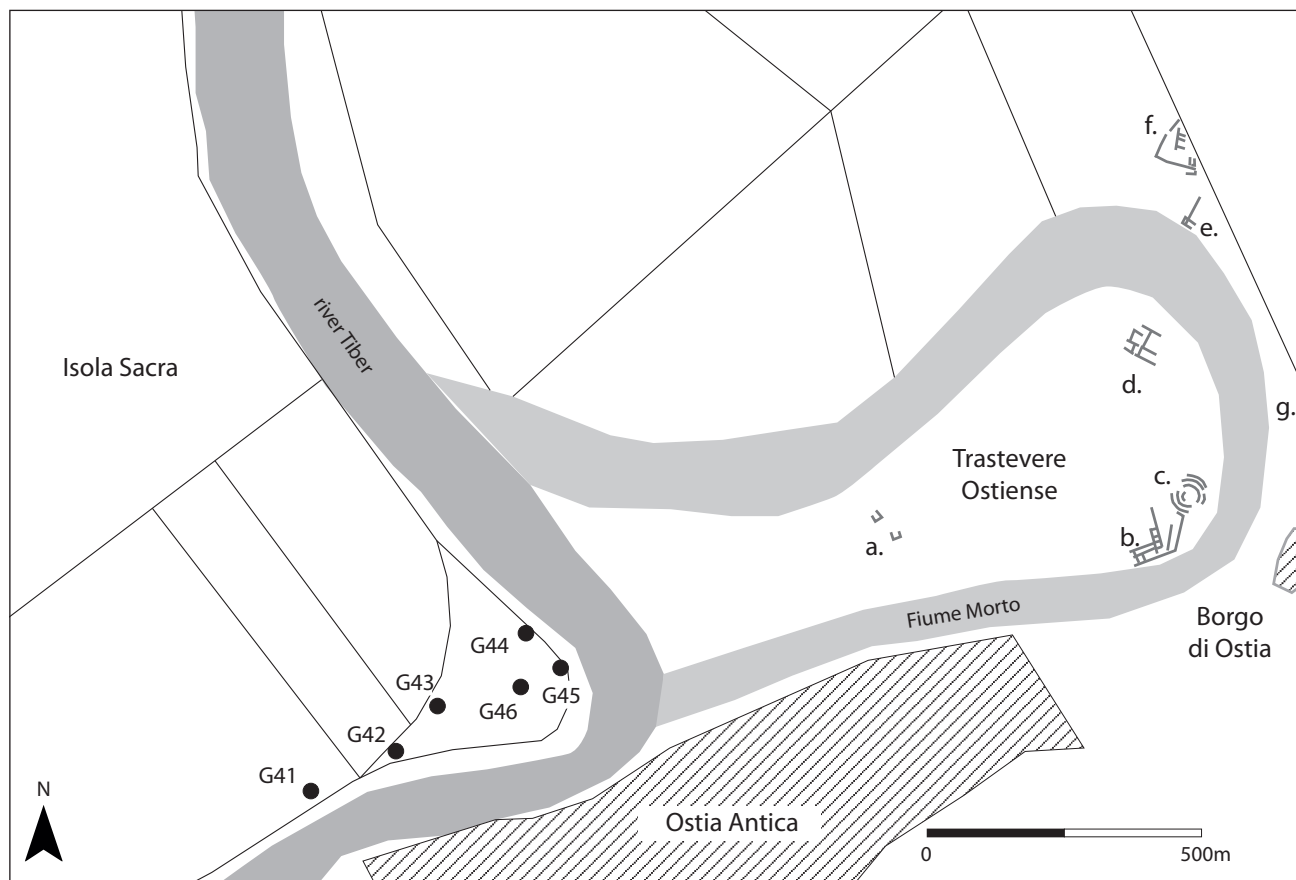 f.
e.
river Tiber
Isola Sacra
d.
g.
Trastevere
Ostiense
c.
b.
a.
Fiume Morto
Borgo
di Ostia
G44
G45
G43
G46
G42
G41
N
Ostia Antica
0
500m